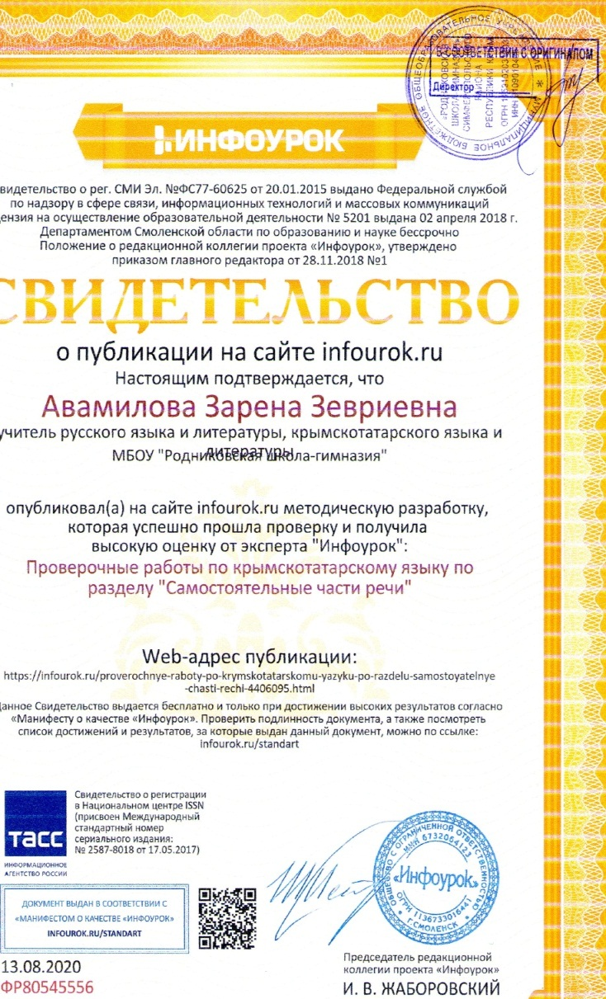 В СООТВЕТСТВИИ С ОРИГИНАЛОМ
Директор
ИНФОУРОК
видетельство о рег. СМИ Эл. №ФС77-60625 от 20.01.2015 выдано Федеральной службой
по надзору в сфере связи, информационных технологий и массовых коммуникаций
ензия на осуществление образовательной деятельности № 5201 выдана 02 апреля 2018 г.
Департаментом Смоленской области по образованию и науке бессрочно
Положение о редакционной коллегии проекта «Инфоурок», утверждено
приказом главного редактора от 28.11.2018 №1
СВИДЕТЕЛЬСТВО
о публикации на сайте infourok.ru
Настоящим подтверждается, что
Авамилова Зарена Зевриевна
учитель русского языка и литературы, крымскотатарского языка и
литературы
МБОУ "Родниковская школа-гимназия"
опубликовал(а) на сайте infourok.ru методическую разработку,
которая успешно прошла проверку и получила
высокую оценку от эксперта "Инфоурок":
Проверочные работы по крымскотатарскому языку по
разделу "Самостоятельные части речи"
Web-адрес публикации:
https://infourok.ru/proverochnye-raboty-po-krymskotatarskomu-yazyku-po-razdelu-samostoyatelnye
-chasti-rechi-4406095.html
Данное Свидетельство выдается бесплатно и только при достижении высоких результатов согласно
«Манифесту о качестве «Инфоурок». Проверить подлинность документа, а также посмотреть
список достижений и результатов, за которые выдан данный документ, можно по ссылке:
infourok.ru/standart
ТАСС
ИНФОРМАЦИОННОЕ
АГЕНТСТВО РОССИИ
Свидетельство о регистрации
в Национальном центре ISSN
(присвоен Международный
стандартный номер
сериального издания:
№ 2587-8018 от 17.05.2017)
ДОКУМЕНТ ВЫДАН В СООТВЕТСТВИИ С
«МАНИФЕСТОМ О КАЧЕСТВЕ «ИНФОУРОК»
INFOUROK.RU/STANDART
ОБЩЕСТВО С ОГРАНИЧЕННОЙ ОТВЕТСТВЕННОСТЬЮ
ИНН 6732064123
«Инфоурок»
ОГРН 1136733016441
Г.СМОЛЕНСК
13.08.2020
ФР80545556
Председатель редакционной
коллегии проекта «Инфоурок»
И. В. ЖАБОРОВСКИЙ